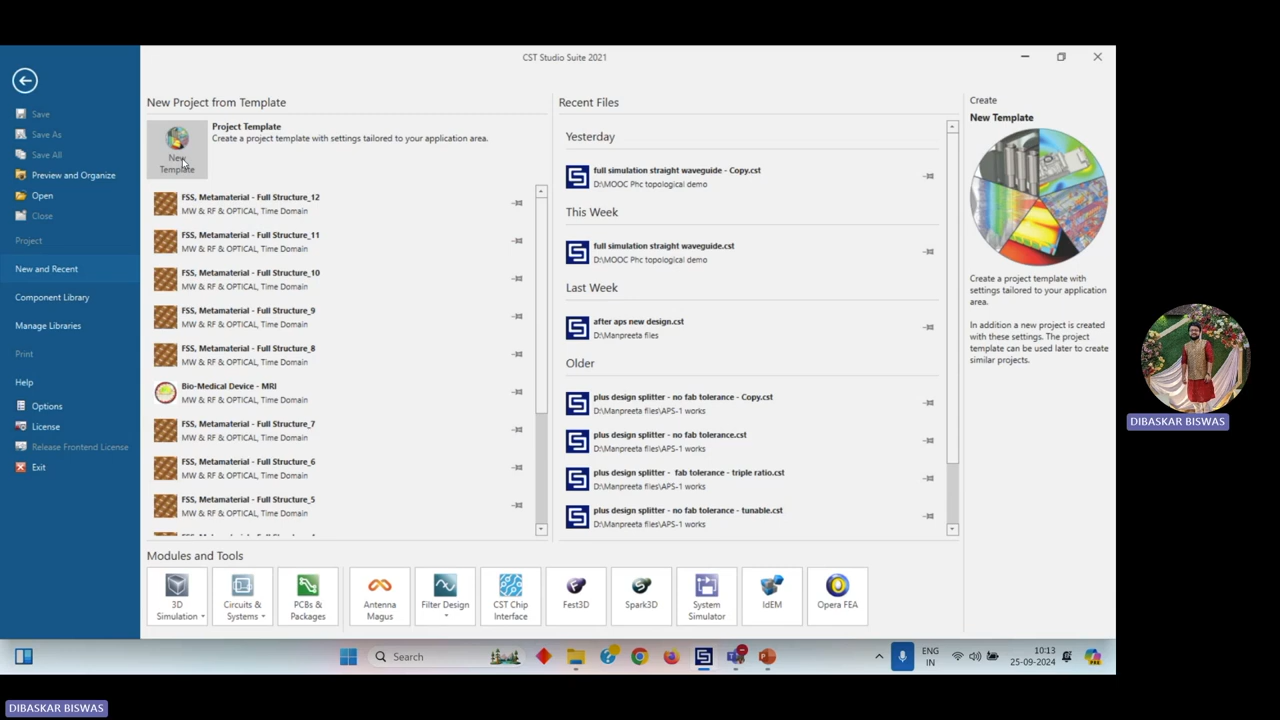 CST Studio Suite 2021
Save
Save As
Save All
Preview and Organize
Open
Close
Project
New and Recent
Component Library
Manage Libraries
Print
Help
Options
License
Release Frontend License
Exit
New Project from Template
New
Template
Project Template
Create a project template with settings tailored to your application area.
FSS, Metamaterial - Full Structure_12
MW & RF & OPTICAL, Time Domain
FSS, Metamaterial - Full Structure_11
MW & RF & OPTICAL, Time Domain
FSS, Metamaterial - Full Structure_10
MW & RF & OPTICAL, Time Domain
FSS, Metamaterial - Full Structure_9
MW & RF & OPTICAL, Time Domain
FSS, Metamaterial - Full Structure_8
MW & RF & OPTICAL, Time Domain
Bio-Medical Device - MRI
MW & RF & OPTICAL, Time Domain
FSS, Metamaterial - Full Structure_7
MW & RF & OPTICAL, Time Domain
FSS, Metamaterial - Full Structure_6
MW & RF & OPTICAL, Time Domain
FSS, Metamaterial - Full Structure_5
MW & RF & OPTICAL, Time Domain
Recent Files
Yesterday
full simulation straight waveguide - Copy.cst
D:\MOOC Phc topological demo
This Week
full simulation straight waveguide.cst
D:\MOOC Phc topological demo
Last Week
after aps new design.cst
D:\Manpreeta files
Older
plus design splitter - no fab tolerance - Copy.cst
D:\Manpreeta files\APS-1 works
plus design splitter - no fab tolerance.cst
D:\Manpreeta files\APS-1 works
plus design splitter - fab tolerance - triple ratio.cst
D:\Manpreeta files\APS-1 works
plus design splitter - no fab tolerance - tunable.cst
D:\Manpreeta files\APS-1 works
Create
New Template
Create a project template with
settings tailored to your application
area.
In addition a new project is created
with these settings. The project
template can be used later to create
similar projects.
Modules and Tools
3D
Simulation
Circuits &
Systems
PCBs &
Packages
Antenna
Magus
Filter Design
CST Chip
Interface
Fest3D
Spark3D
System
Simulator
IdEM
Opera FEA
Search
ENG
IN
10:13
25-09-2024
DIBASKAR BISWAS
DIBASKAR BISWAS